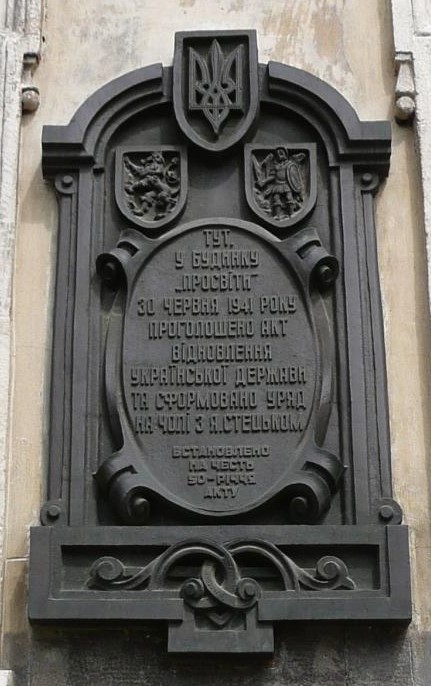 ТУТ,
У БУДИНКУ
„ПРОСВІТИ"
30 ЧЕРВНЯ 1941 РОКУ
ПРОГОЛОШЕНО АКТ
ВІДНОВЛЕННЯ
УКРАЇНСЬКОЇ ДЕРЖАВИ
ТА СФОРМОВАНО УРЯД
НА ЧОЛІ З Я.СТЕЦЬКОМ
ВСТАНОВЛЕНО
НА ЧЕСТЬ
50-РІЧЧЯ
АКТУ